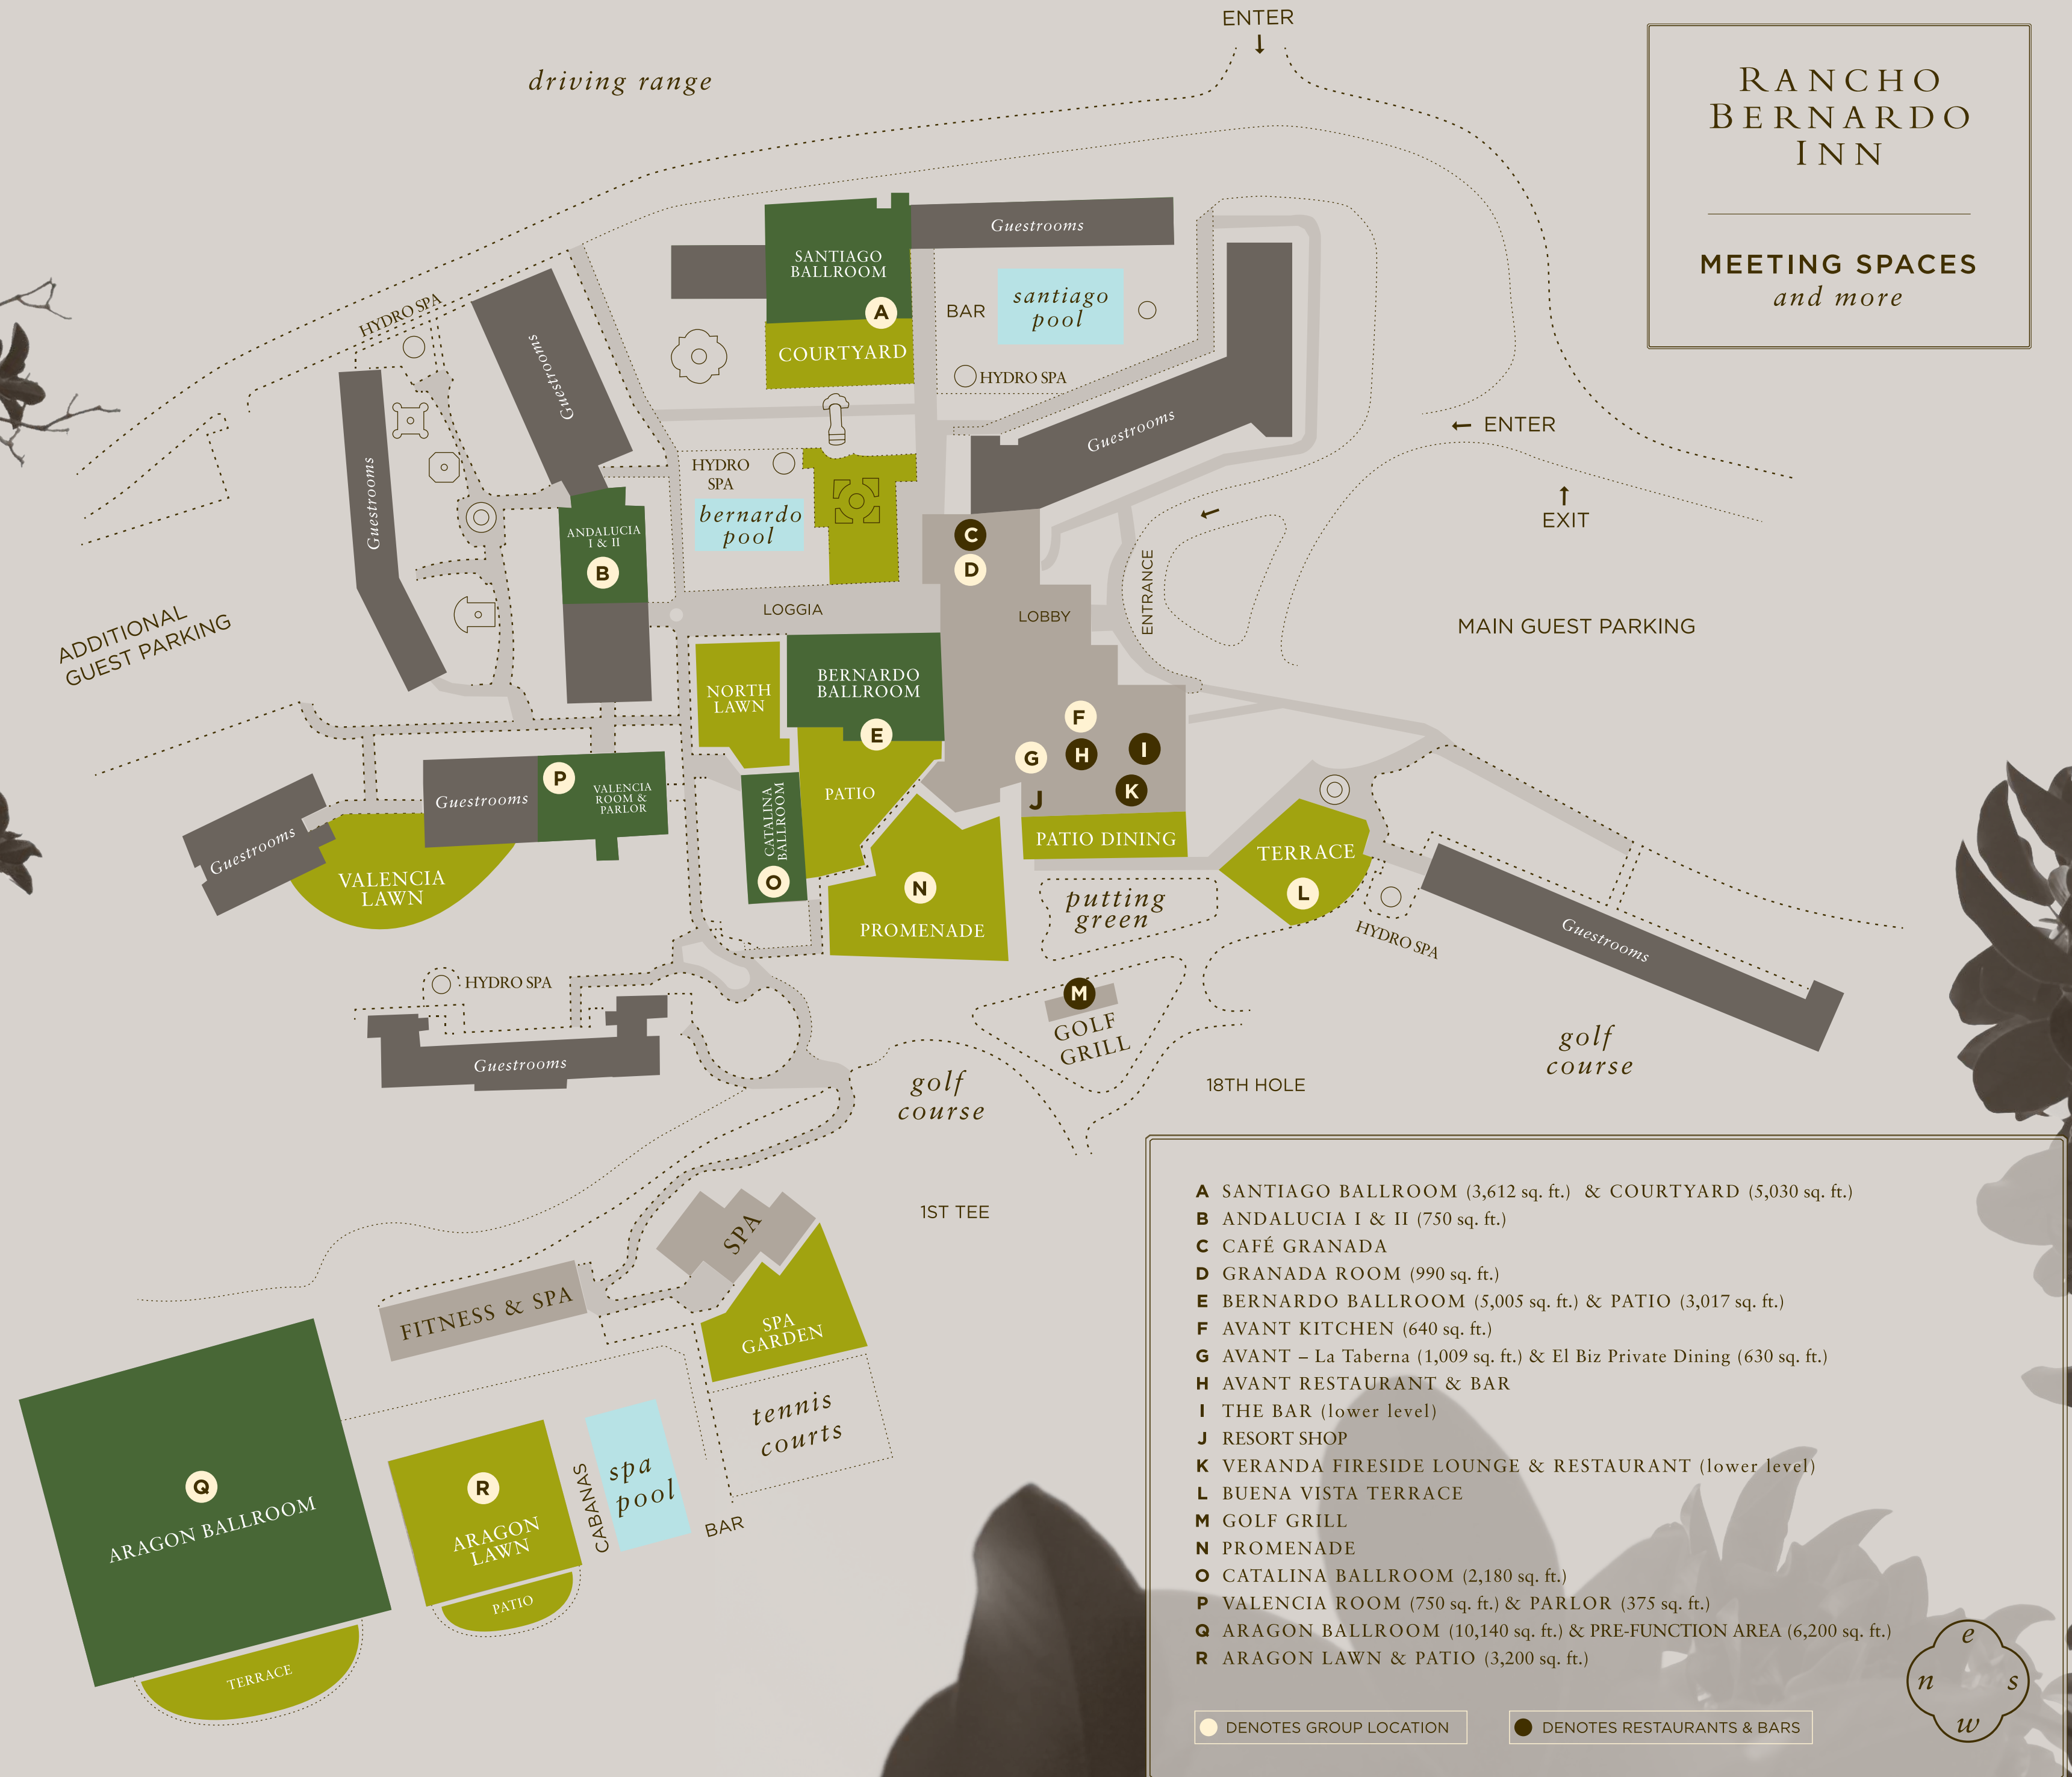 ENTER
driving range
RANCHO
BERNARDO
INN
MEETING SPACES
and more
Guestrooms
SANTIAGO
BALLROOM
A
COURTYARD
BAR
santiago
pool
HYDRO SPA
HYDRO SPA
Guestrooms
Guestrooms
Guestrooms
ENTER
EXIT
HYDRO
SPA
bernardo
pool
ANDALUCIA
I & II
B
C
D
ENTRANCE
LOGGIA
LOBBY
MAIN GUEST PARKING
ADDITIONAL
GUEST PARKING
NORTH
LAWN
BERNARDO
BALLROOM
E
F
G
H
I
J
K
P
VALENCIA
ROOM &
PARLOR
Guestrooms
Guestrooms
VALENCIA
LAWN
CATALINA
BALLROOM
O
PATIO
PATIO DINING
TERRACE
L
N
PROMENADE
putting
green
HYDRO SPA
Guestrooms
HYDRO SPA
Guestrooms
M
GOLF
GRILL
golf
course
golf
course
18TH HOLE
1ST TEE
SPA
FITNESS & SPA
SPA
GARDEN
tennis
courts
Q
ARAGON BALLROOM
TERRACE
R
ARAGON
LAWN
PATIO
CABANAS
spa
pool
BAR
A SANTIAGO BALLROOM (3,612 sq. ft.) & COURTYARD (5,030 sq. ft.)
B ANDALUCIA I & II (750 sq. ft.)
C CAFÉ GRANADA
D GRANADA ROOM (990 sq. ft.)
E BERNARDO BALLROOM (5,005 sq. ft.) & PATIO (3,017 sq. ft.)
F AVANT KITCHEN (640 sq. ft.)
G AVANT – La Taberna (1,009 sq. ft.) & El Biz Private Dining (630 sq. ft.)
H AVANT RESTAURANT & BAR
I THE BAR (lower level)
J RESORT SHOP
K VERANDA FIRESIDE LOUNGE & RESTAURANT (lower level)
L BUENA VISTA TERRACE
M GOLF GRILL
N PROMENADE
O CATALINA BALLROOM (2,180 sq. ft.)
P VALENCIA ROOM (750 sq. ft.) & PARLOR (375 sq. ft.)
Q ARAGON BALLROOM (10,140 sq. ft.) & PRE-FUNCTION AREA (6,200 sq. ft.)
R ARAGON LAWN & PATIO (3,200 sq. ft.)
DENOTES GROUP LOCATION
DENOTES RESTAURANTS & BARS
e
n
s
w